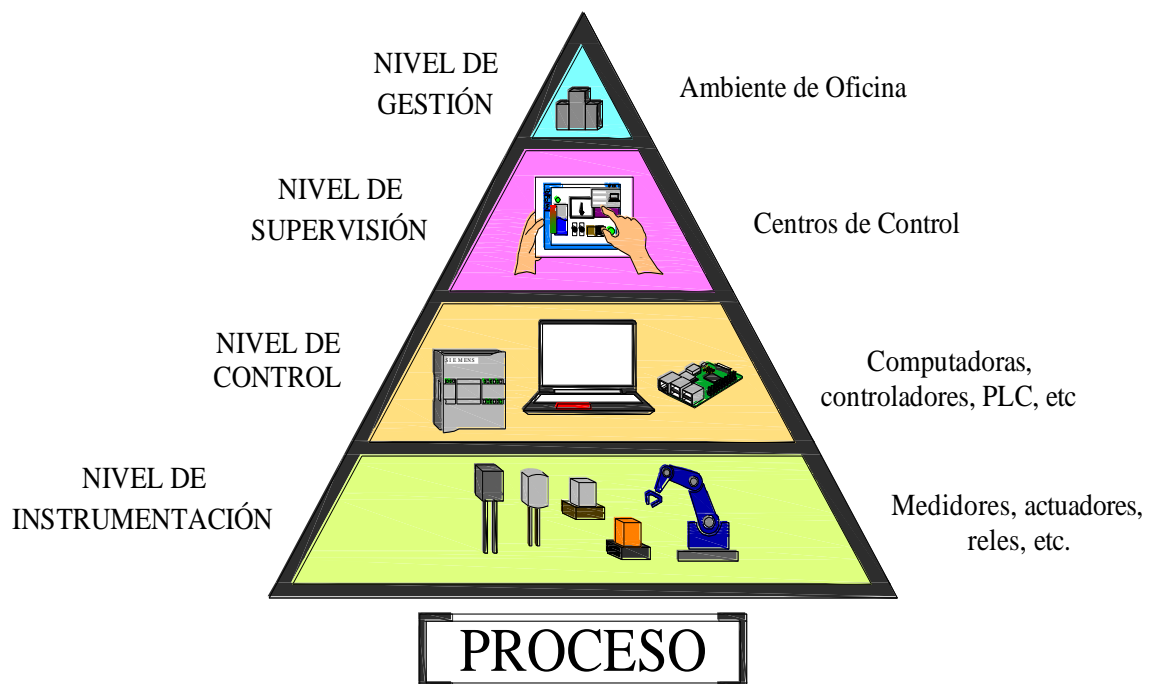 NIVEL DE
GESTIÓN
Ambiente de Oficina
NIVEL DE
SUPERVISIÓN
Centros de Control
NIVEL DE
CONTROL
SIEMENS
Computadoras,
controladores, PLC, etc
NIVEL DE
INSTRUMENTACIÓN
Medidores, actuadores,
reles, etc.
PROCESO